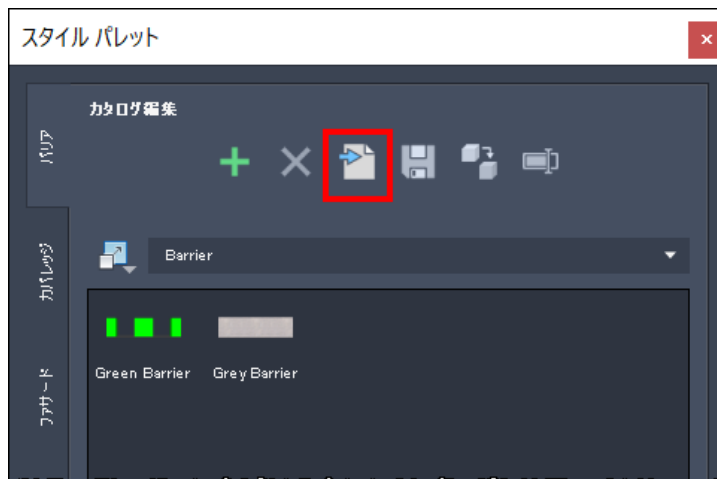 スタイル パレット
カタログ編集
バリア
Barrier
カバレッジ
Green Barrier
Grey Barrier
ファサード